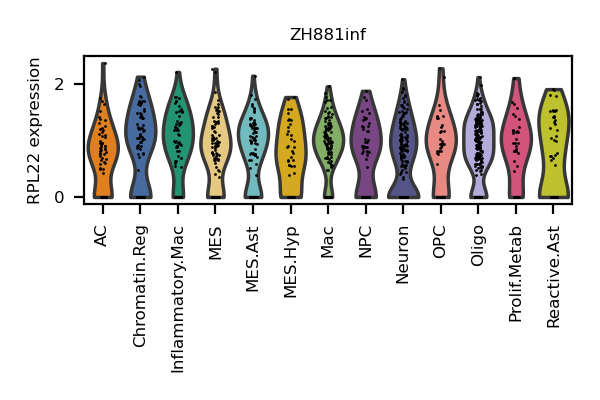 ZH881inf
RPL22 expression
2
0
AC
Chromatin.Reg
Inflammatory.Mac
MES
MES.Ast
MES.Hyp
Mac
NPC
Neuron
OPC
Oligo
Prolif.Metab
Reactive.Ast